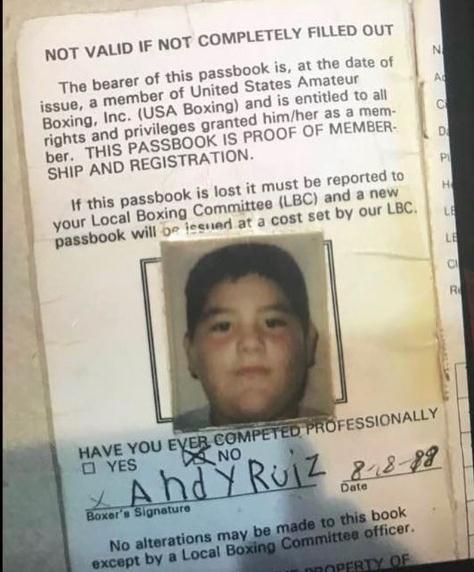 NOT VALID IF NOT COMPLETELY FILLED OUT
The bearer of this passbook is, at the date of
issue, a member of United States Amateur
Boxing, Inc. (USA Boxing) and is entitled to all
rights and privileges granted him/her as a mem-
ber. THIS PASSBOOK IS PROOF OF MEMBER-
SHIP AND REGISTRATION.
If this passbook is lost it must be reported to
your Local Boxing Committee (LBC) and a new
passbook will be issued at a cost set by our LBC.
HAVE YOU EVER COMPETED PROFESSIONALLY
YES NO
X Andy Ruiz
Boxer's Signature Date
No alterations may be made to this book
except by a Local Boxing Committee officer.
PROPERTY OF